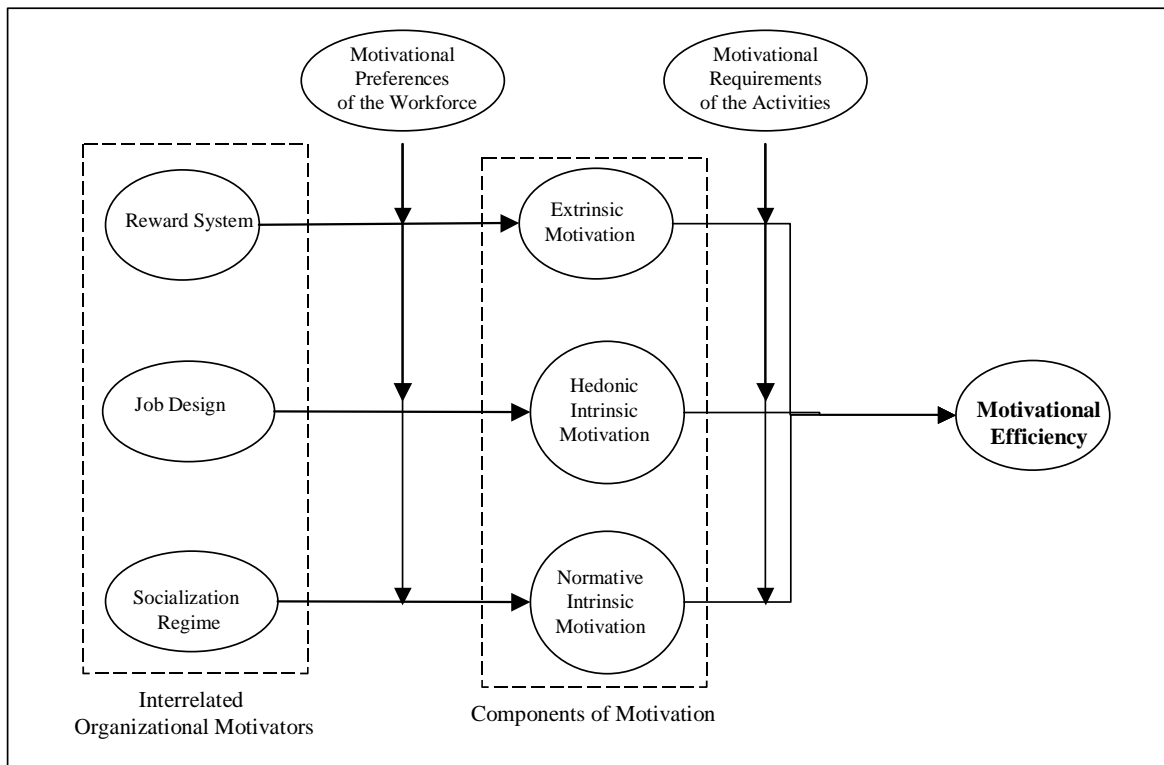 Motivational
Preferences
of the Workforce
Motivational
Requirements
of the Activities
Reward System
Extrinsic
Motivation
Job Design
Hedonic
Intrinsic
Motivation
Motivational
Efficiency
Socialization
Regime
Normative
Intrinsic
Motivation
Interrelated
Organizational Motivators
Components of Motivation